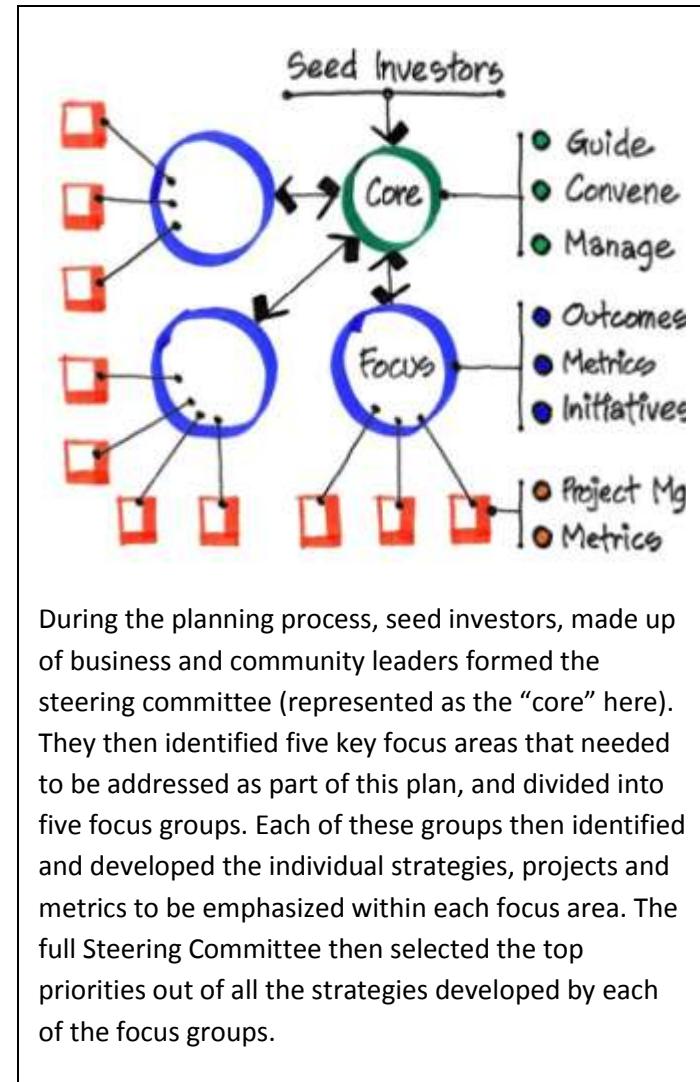 Seed Investors
Core
Guide
Convene
Manage
Focus
Outcomes
Metrics
Initiatives
Project Mg
Metrics
During the planning process, seed investors, made up
of business and community leaders formed the
steering committee (represented as the “core” here).
They then identified five key focus areas that needed
to be addressed as part of this plan, and divided into
five focus groups. Each of these groups then identified
and developed the individual strategies, projects and
metrics to be emphasized within each focus area. The
full Steering Committee then selected the top
priorities out of all the strategies developed by each
of the focus groups.